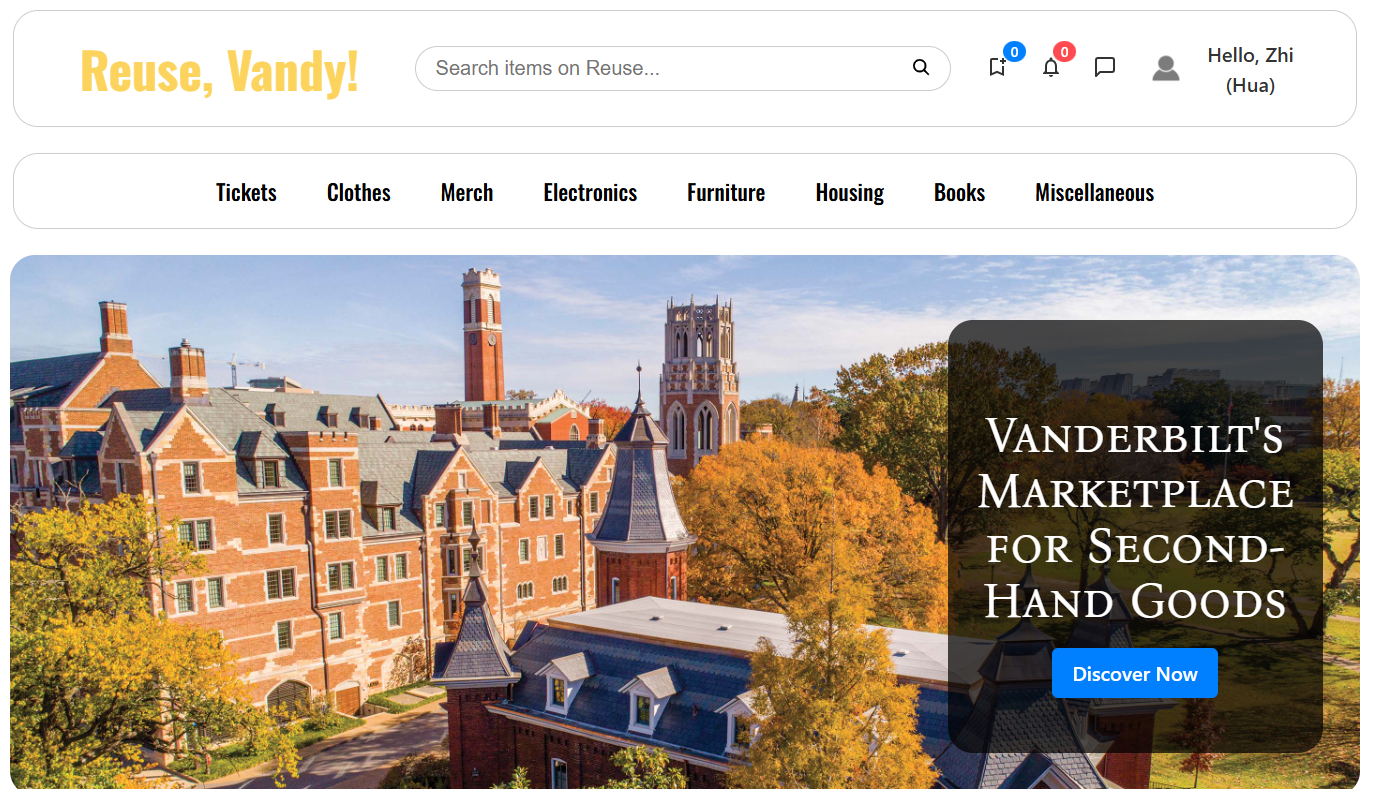 Reuse, Vandy!
Search items on Reuse...
0
0
Hello, Zhi
(Hua)
Tickets
Clothes
Merch
Electronics
Furniture
Housing
Books
Miscellaneous
Vanderbilt's
Marketplace
for Second-
Hand Goods
Discover Now